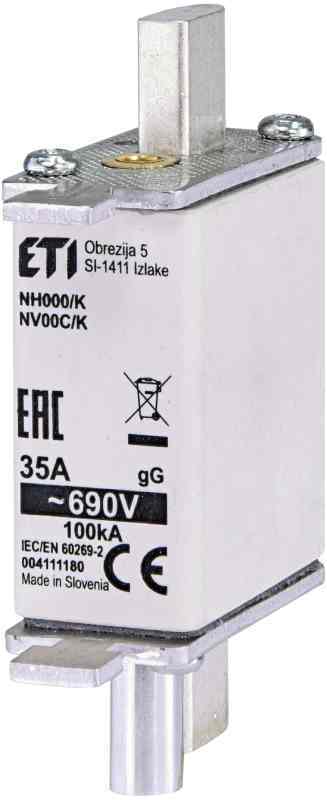 ETI Obrezija 5
SI-1411 Izlake
NH000/K
NV00C/K
EAC
35A gG
~690V
100kA
IEC/EN 60269-2
004111180
Made in Slovenia CE